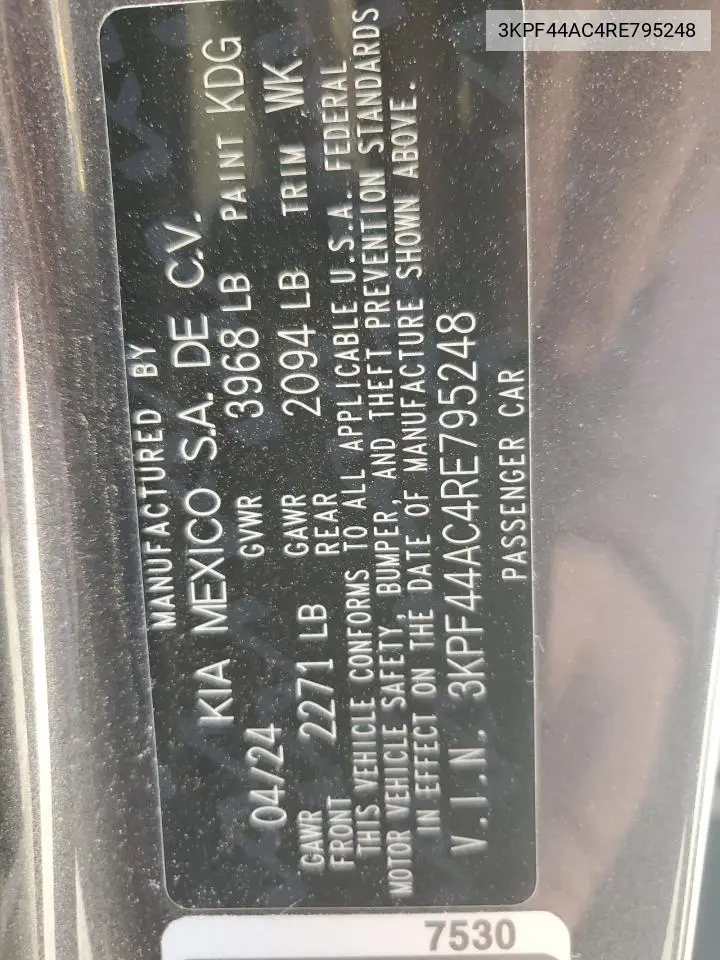 3KPF44AC4RE795248
MANUFACTURED BY
KIA MEXICO S.A. DE C.V.
04/24 GVWR 3968 LB PAINT KDG
GAWR FRONT 2271 LB GAWR REAR 2094 LB TRIM WK
THIS VEHICLE CONFORMS TO ALL APPLICABLE U.S.A. FEDERAL
MOTOR VEHICLE SAFETY, BUMPER, AND THEFT PREVENTION STANDARDS
IN EFFECT ON THE DATE OF MANUFACTURE SHOWN ABOVE.
V.I.N. 3KPF44AC4RE795248
PASSENGER CAR
7530